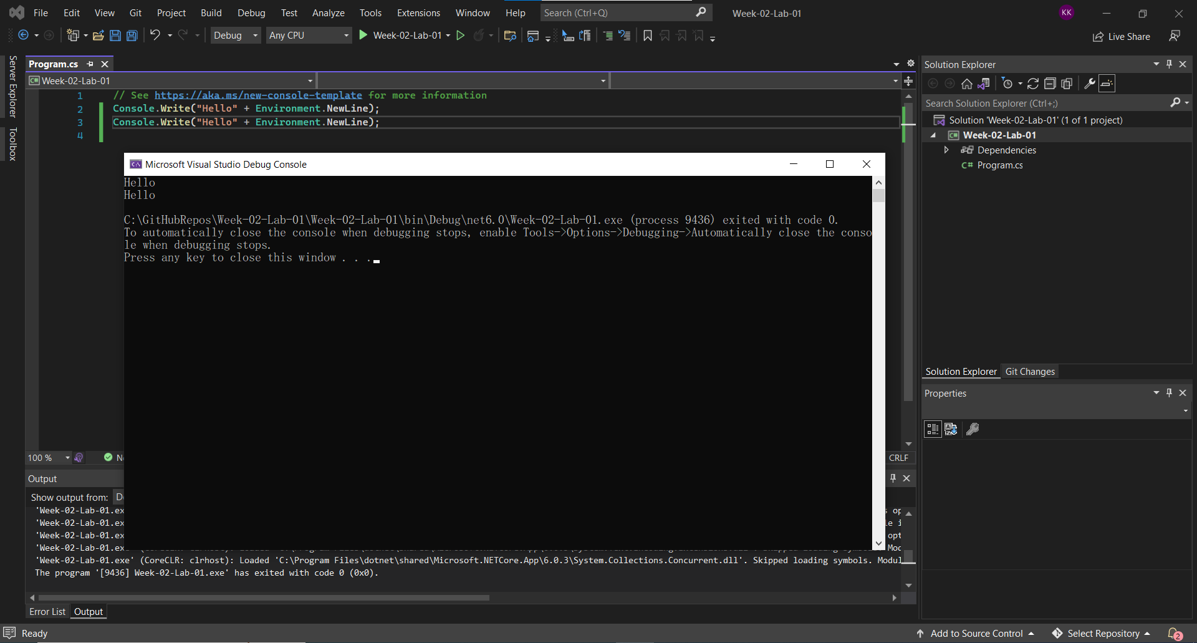 File Edit View Git Project Build Debug Test Analyze Tools Extensions Window Help Search (Ctrl+Q) Week-02-Lab-01 KK
Debug Any CPU Week-02-Lab-01 Live Share
Server Explorer
Toolbox
Program.cs
Week-02-Lab-01
1 // See https://aka.ms/new-console-template for more information
2 Console.Write("Hello" + Environment.NewLine);
3 Console.Write("Hello" + Environment.NewLine);
4
Microsoft Visual Studio Debug Console
Hello
Hello
C:\GitHubRepos\Week-02-Lab-01\Week-02-Lab-01\bin\Debug\net6.0\Week-02-Lab-01.exe (process 9436) exited with code 0.
To automatically close the console when debugging stops, enable Tools->Options->Debugging->Automatically close the conso
le when debugging stops.
Press any key to close this window . . .
100 % CRLF
Output
Show output from:
'Week-02-Lab-01.ex
'Week-02-Lab-01.ex
'Week-02-Lab-01.ex
'Week-02-Lab-01.ex
'Week-02-Lab-01.exe' (CoreCLR: clrhost): Loaded 'C:\Program Files\dotnet\shared\Microsoft.NETCore.App\6.0.3\System.Collections.Concurrent.dll'. Skipped loading symbols. Modul
The program '[9436] Week-02-Lab-01.exe' has exited with code 0 (0x0).
Error List Output
Solution Explorer
Search Solution Explorer (Ctrl+;)
Solution 'Week-02-Lab-01' (1 of 1 project)
Week-02-Lab-01
Dependencies
C# Program.cs
Solution Explorer Git Changes
Properties
Ready Add to Source Control Select Repository 2